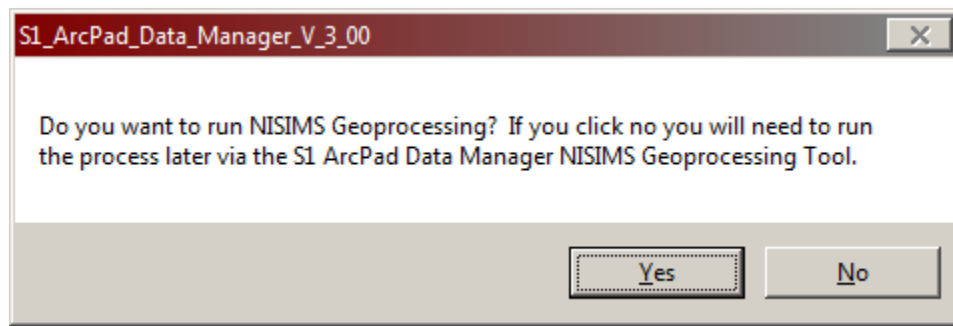 S1_ArcPad_Data_Manager_V_3_00
Do you want to run NISIMS Geoprocessing?  If you click no you will need to run
the process later via the S1 ArcPad Data Manager NISIMS Geoprocessing Tool.
Yes
No